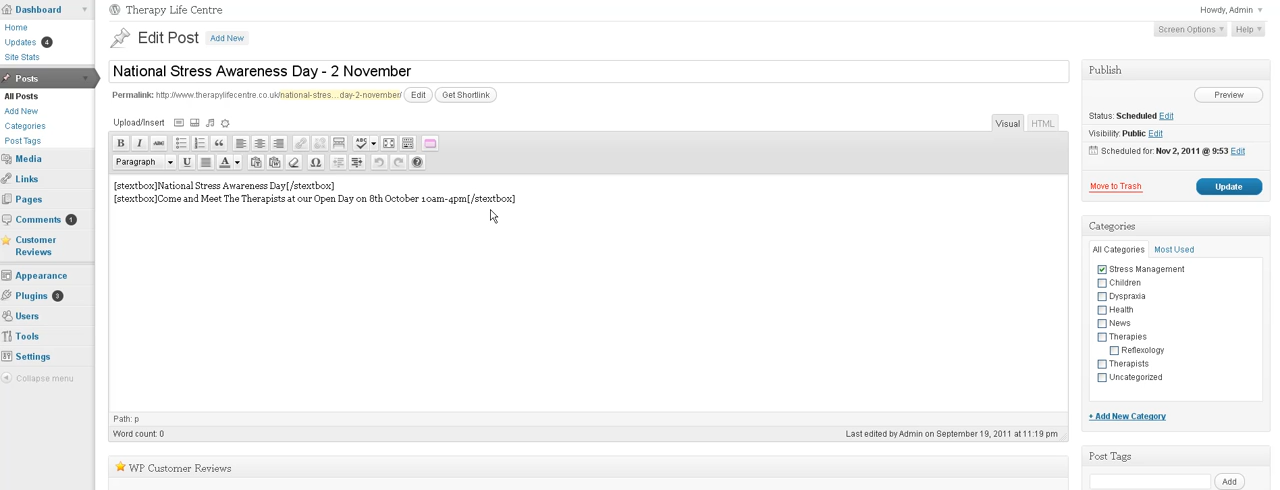 Dashboard
Home
Updates 4
Site Stats
Posts
All Posts
Add New
Categories
Post Tags
Media
Links
Pages
Comments 1
Customer
Reviews
Appearance
Plugins 3
Users
Tools
Settings
Collapse menu
Therapy Life Centre
Howdy, Admin
Screen Options
Help
Edit Post Add New
National Stress Awareness Day - 2 November
Permalink: http://www.therapylifecentre.co.uk/national-stres…day-2-november/ Edit Get Shortlink
Upload/Insert
Visual HTML
B I ABC ABC
Paragraph U A Ω
[stextbox]National Stress Awareness Day[/stextbox]
[stextbox]Come and Meet The Therapists at our Open Day on 8th October 10am-4pm[/stextbox]
Path: p
Word count: 0 Last edited by Admin on September 19, 2011 at 11:19 pm
WP Customer Reviews
Publish
Preview
Status: Scheduled Edit
Visibility: Public Edit
Scheduled for: Nov 2, 2011 @ 9:53 Edit
Move to Trash Update
Categories
All Categories Most Used
Stress Management
Children
Dyspraxia
Health
News
Therapies
Reflexology
Therapists
Uncategorized
+ Add New Category
Post Tags
Add